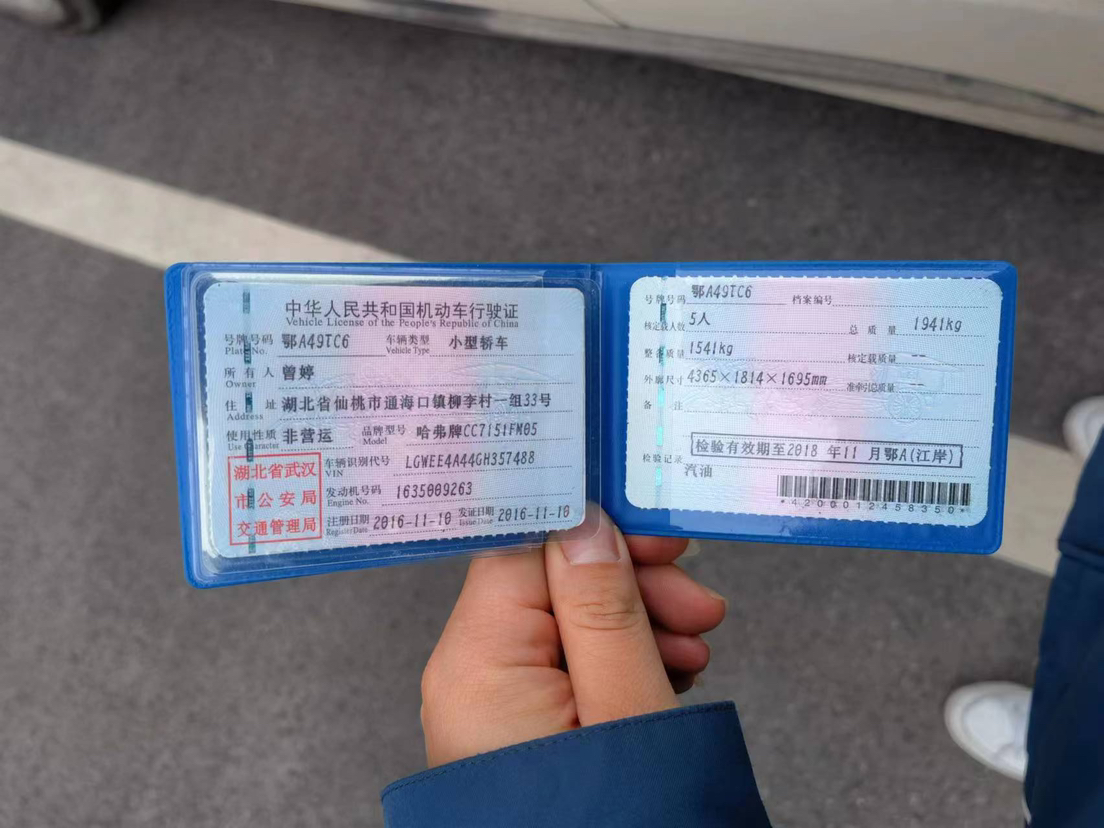 中华人民共和国机动车行驶证
Vehicle License of the People's Republic of China
号牌号码 鄂A49TC6 车辆类型 小型轿车
Plate No. Vehicle Type
所有人 曾婷
Owner
住址 湖北省仙桃市通海口镇柳李村一组33号
Address
使用性质 非营运 品牌型号 哈弗牌CC7151FM05
Use Character Model
湖北省武汉
市公安局
交通管理局
车辆识别代号 LGWEE4A44GH357488
VIN
发动机号码 1635009263
Engine No.
注册日期 2016-11-10 发证日期 2016-11-10
Register Date Issue Date
号牌号码 鄂A49TC6 档案编号
核定载人数 5人 总质量 1941kg
整备质量 1541kg 核定载质量 --
外廓尺寸 4365×1814×1695mm 准牵引总质量 --
备注
检验有效期至2018 年11 月鄂A(江岸)
检验记录
汽油
*4200012458350*